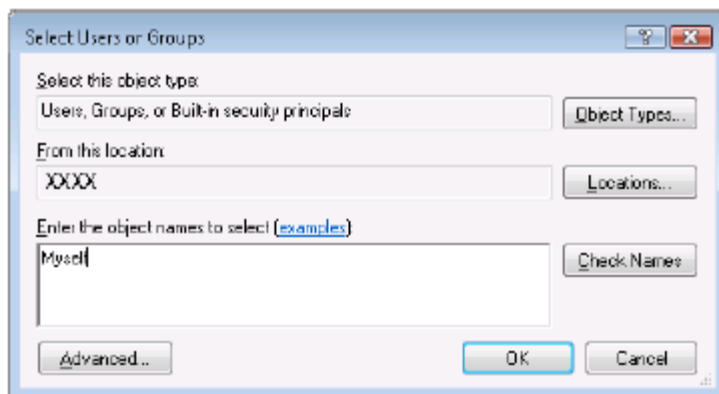 Select Users or Groups
Select this object type:
Users, Groups, or Built-in security principals
Object Types...
From this location:
XXXX
Locations...
Enter the object names to select (examples):
Myself
Check Names
Advanced...
OK
Cancel